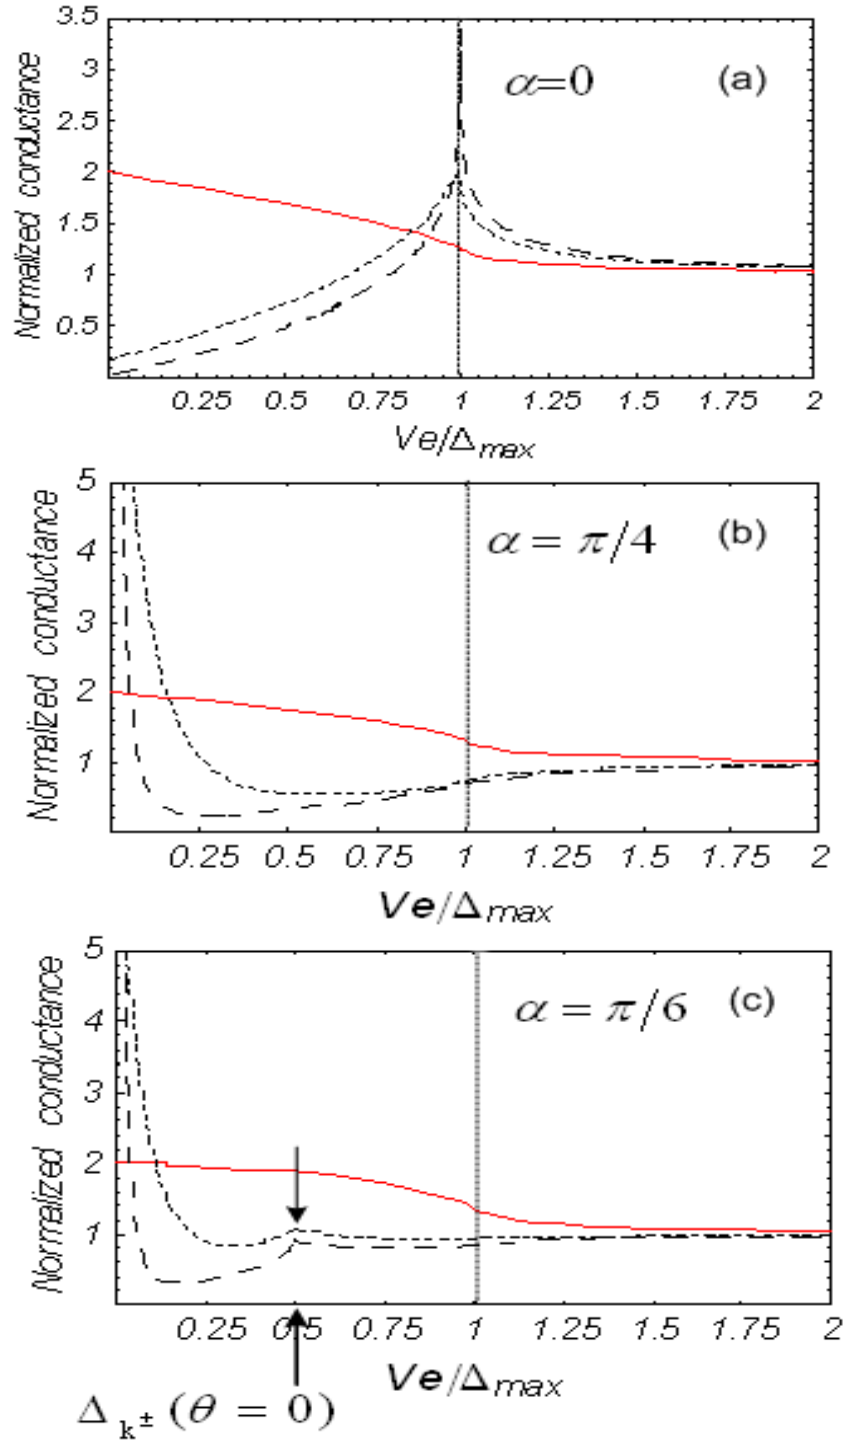 3.5
3
2.5
2
1.5
1
0.5
Normalized conductance
α=0
(a)
0.25 0.5 0.75 1 1.25 1.5 1.75 2
Ve/Δmax
5
4
3
2
1
Normalized conductance
α = π/4
(b)
0.25 0.5 0.75 1 1.25 1.5 1.75 2
Ve/Δmax
5
4
3
2
1
Normalized conductance
α = π/6
(c)
0.25 0.5 0.75 1 1.25 1.5 1.75 2
Ve/Δmax
Δk± (θ = 0)